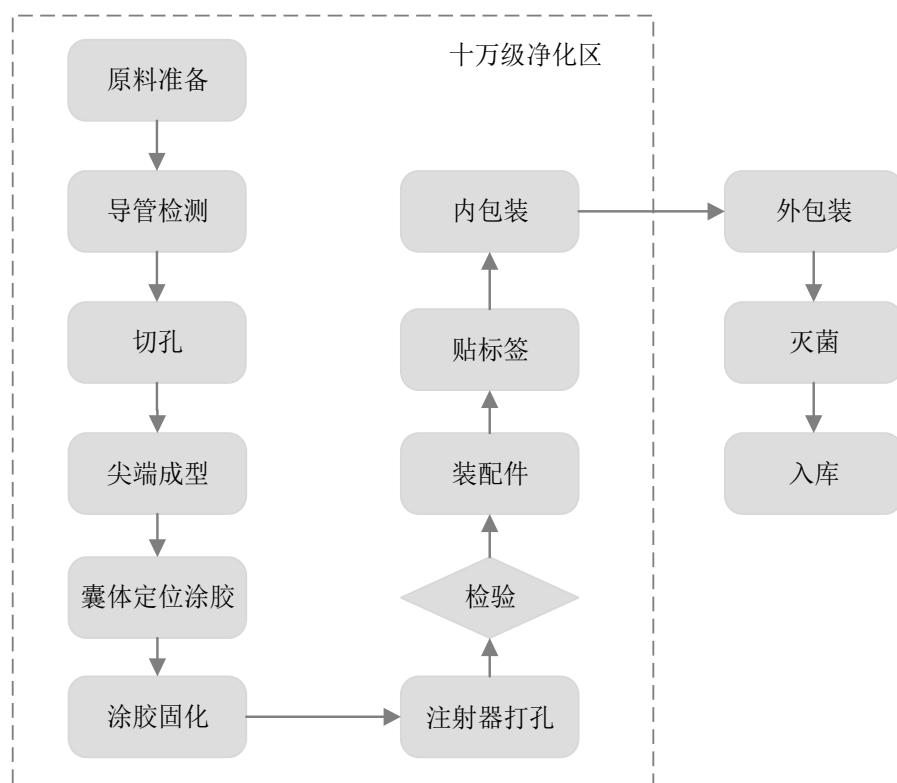 十万级净化区
原料准备
导管检测
切孔
尖端成型
囊体定位涂胶
涂胶固化
注射器打孔
检验
装配件
贴标签
内包装
外包装
灭菌
入库